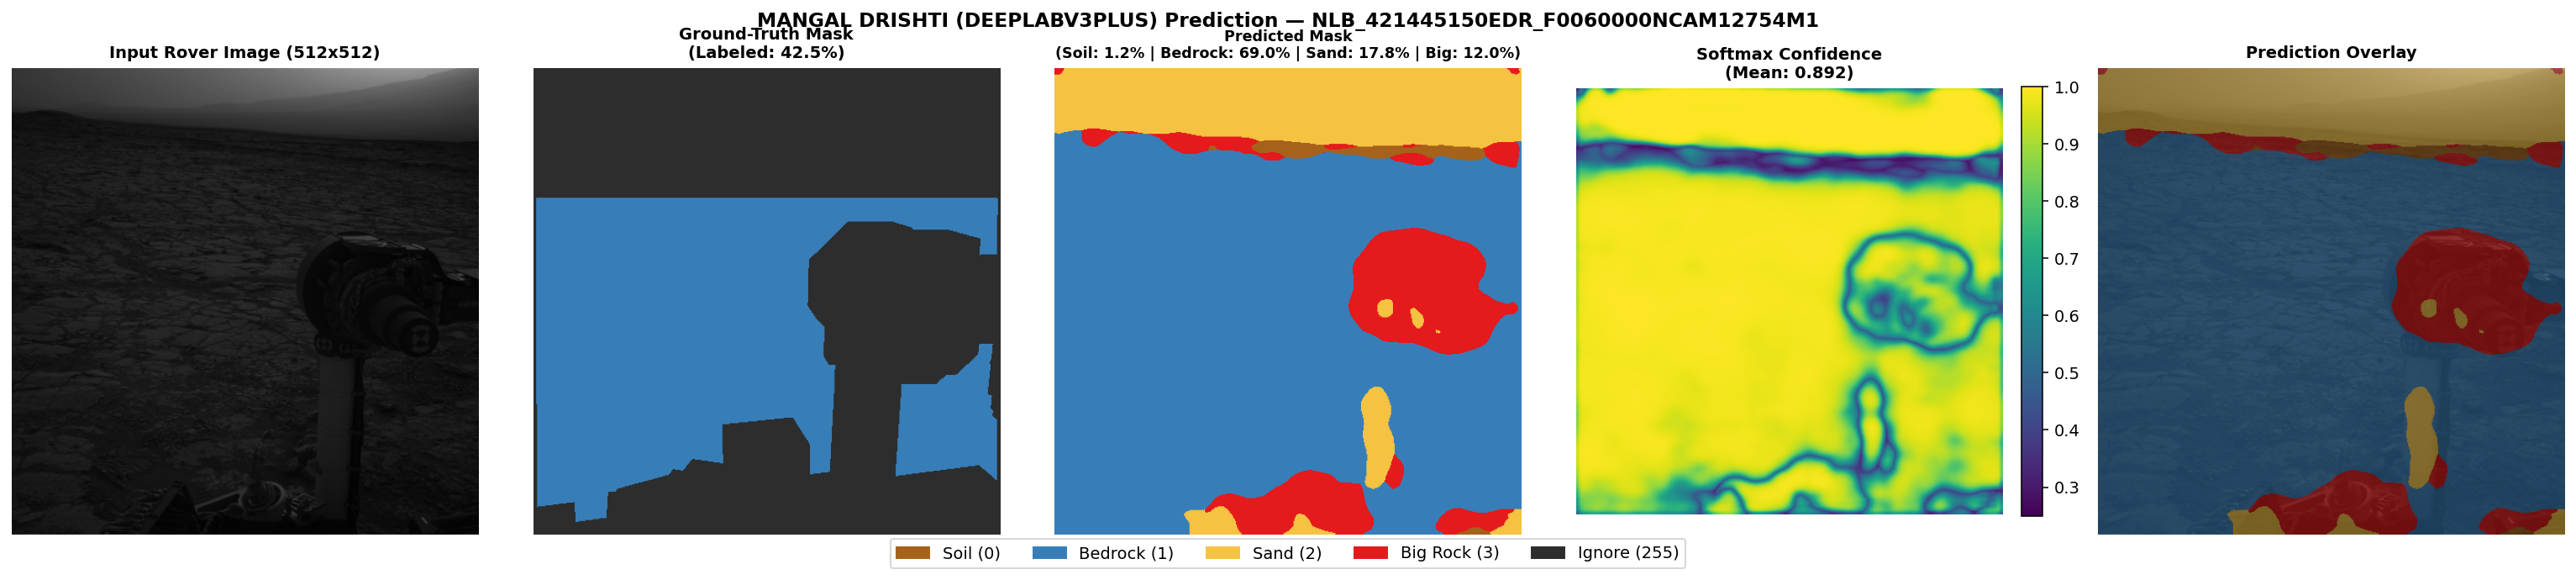 MANGAL DRISHTI (DEEPLABV3PLUS) Prediction — NLB_421445150EDR_F0060000NCAM12754M1
Input Rover Image (512x512)
Ground-Truth Mask
(Labeled: 42.5%)
Predicted Mask
(Soil: 1.2% | Bedrock: 69.0% | Sand: 17.8% | Big: 12.0%)
Softmax Confidence
(Mean: 0.892)
Prediction Overlay
1.0
0.9
0.8
0.7
0.6
0.5
0.4
0.3
Soil (0)
Bedrock (1)
Sand (2)
Big Rock (3)
Ignore (255)